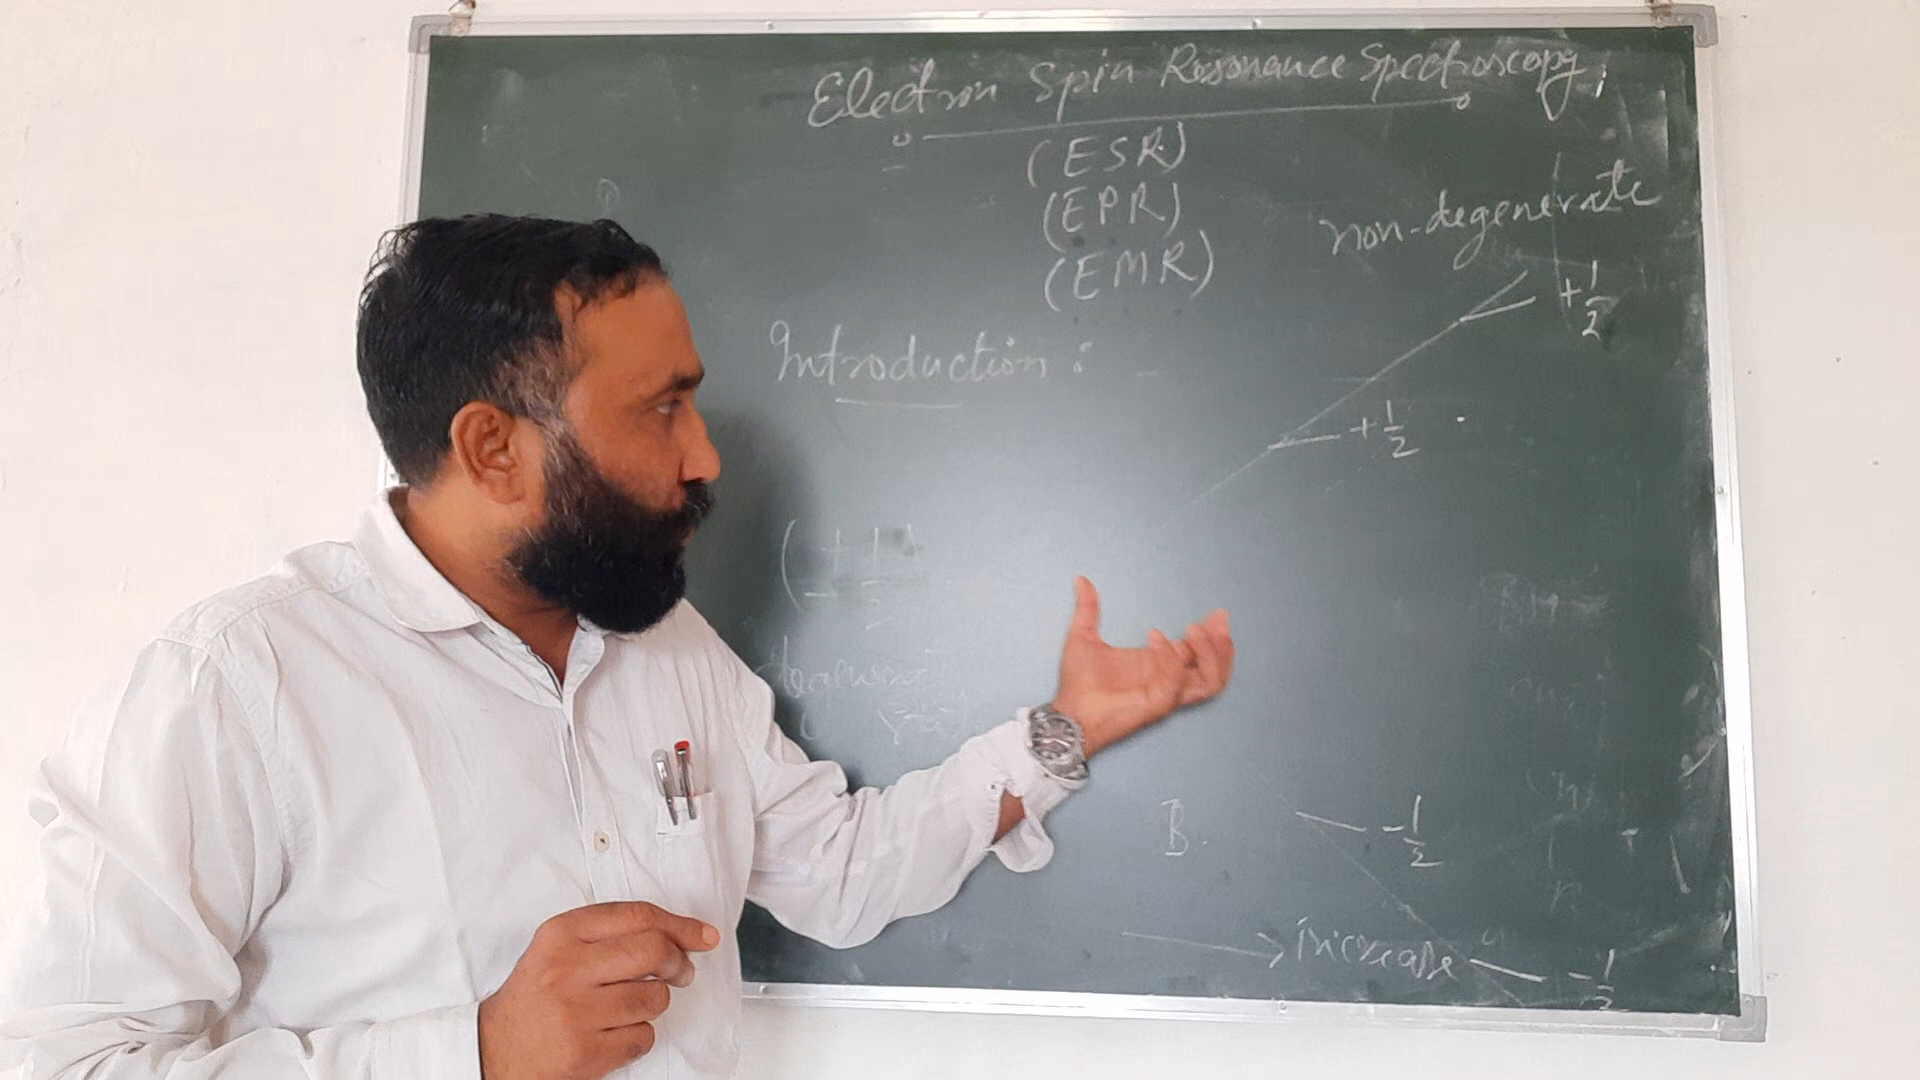 Electron Spin Resonance Spectroscopy
(ESR)
(EPR)
(EMR)
non-degenerate
+1/2
Introduction :
+1/2
B.
-1/2
increase
-1/2